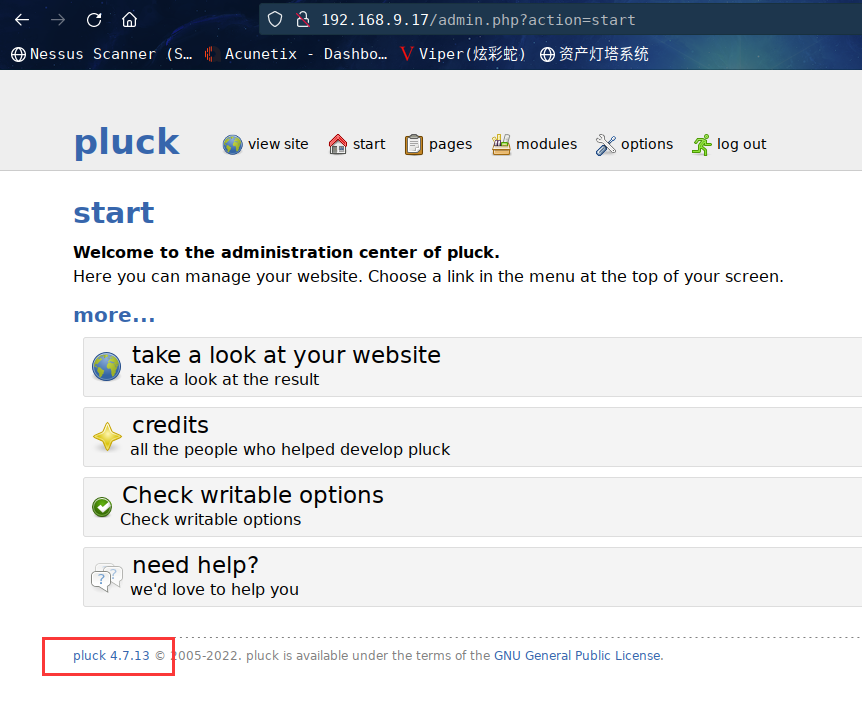 192.168.9.17/admin.php?action=start
Nessus Scanner (S… Acunetix - Dashbo… Viper(炫彩蛇) 资产灯塔系统
pluck view site start pages modules options log out
start
Welcome to the administration center of pluck.
Here you can manage your website. Choose a link in the menu at the top of your screen.
more...
take a look at your website
take a look at the result
credits
all the people who helped develop pluck
Check writable options
Check writable options
need help?
we'd love to help you
pluck 4.7.13 © 2005-2022. pluck is available under the terms of the GNU General Public License.